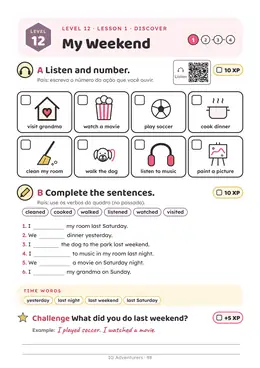 LEVEL
12
LEVEL 12 • LESSON 1 • DISCOVER
My Weekend
1 2 3 4
A Listen and number.
Listen
10 XP
País: escreva o número da ação que você ouvir.
visit grandma
watch a movie
play soccer
cook dinner
clean my room
walk the dog
listen to music
paint a picture
B Complete the sentences.
10 XP
País: use os verbos do quadro (no passado).
cleaned cooked walked listened watched visited
1. I __________ my room last Saturday.
2. We __________ dinner yesterday.
3. I __________ the dog to the park last weekend.
4. I __________ to music in my room last night.
5. We __________ a movie on Saturday night.
6. I __________ my grandma on Sunday.
TIME WORDS
yesterday last night last weekend last Saturday
Challenge What did you do last weekend?
+5 XP
Example: I played soccer. I watched a movie